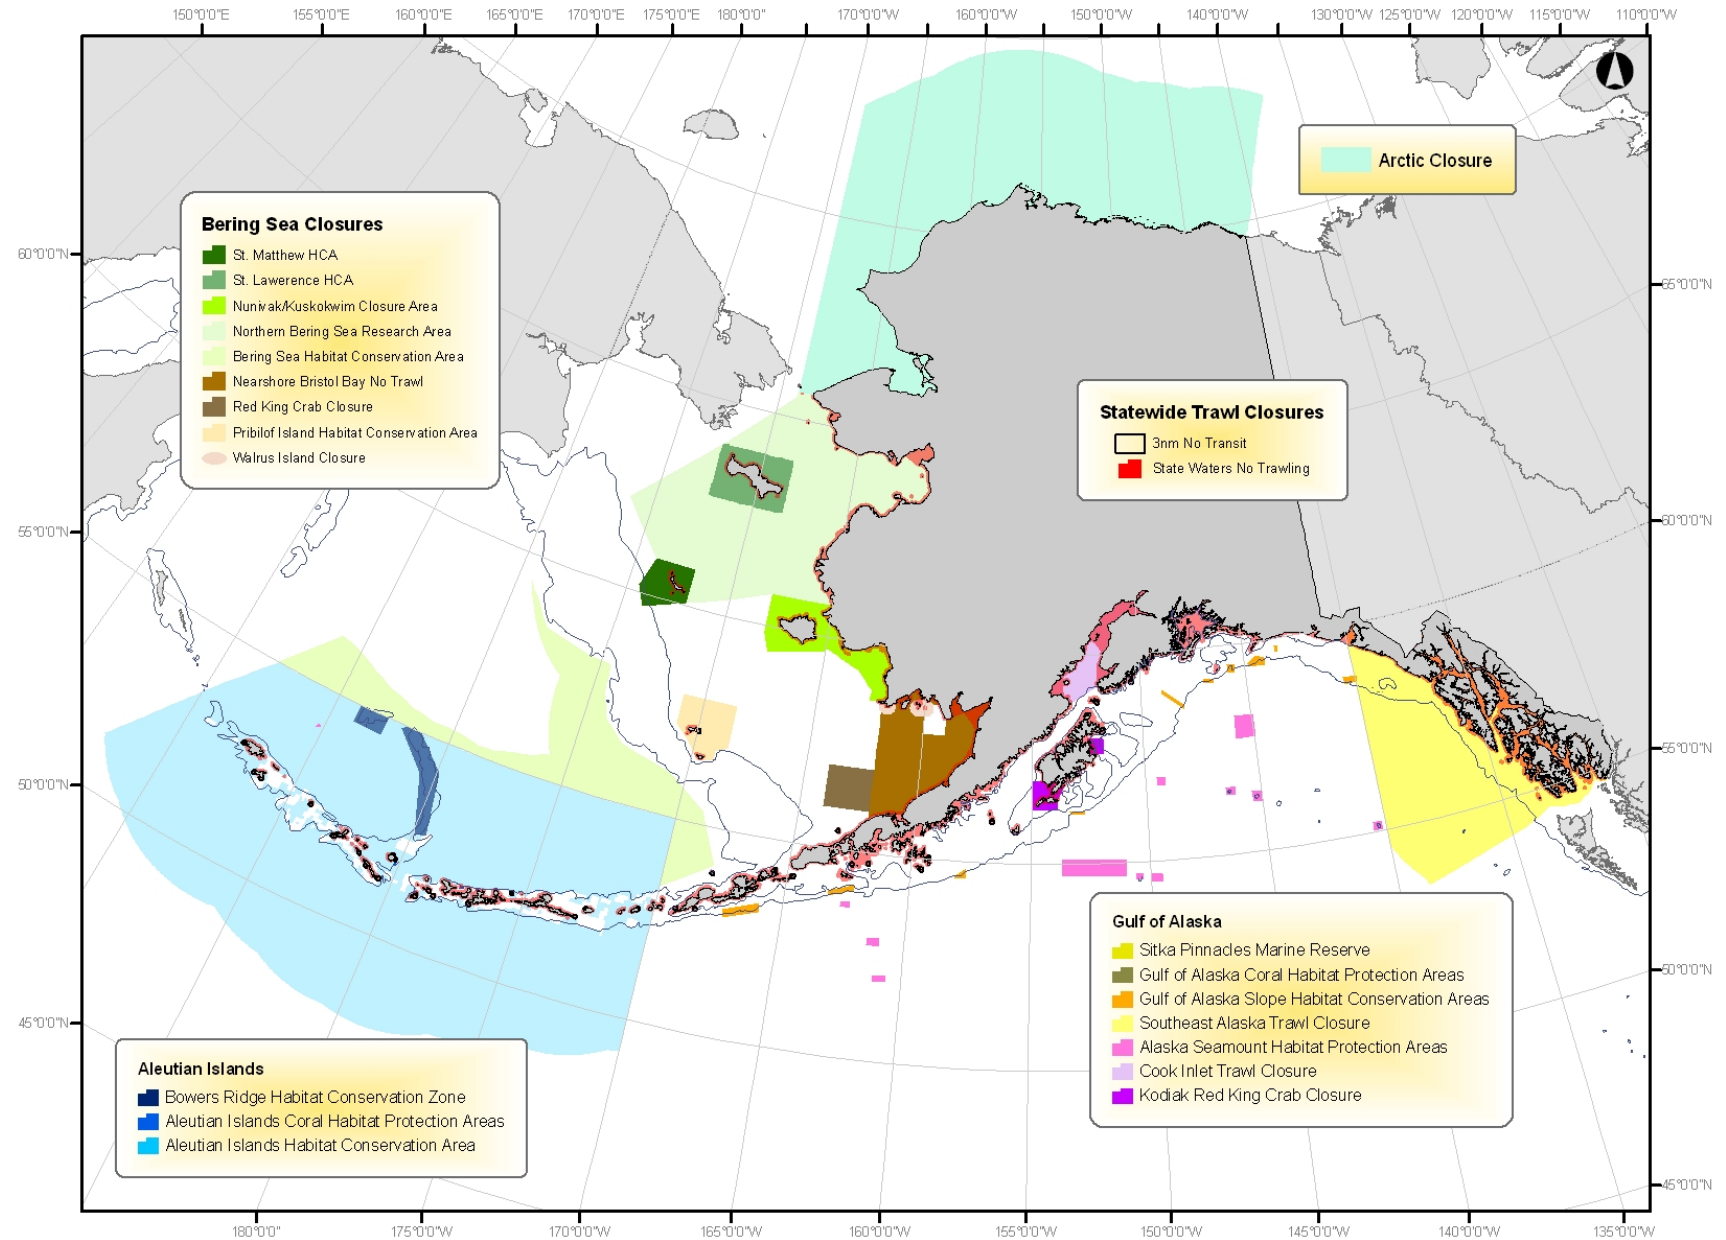 150°0'0"E 155°0'0"E 160°0'0"E 165°0'0"E 170°0'0"E 175°0'0"E 180°0'0" 170°0'0"W 160°0'0"W 150°0'0"W 140°0'0"W 130°0'0"W 125°0'0"W 120°0'0"W 115°0'0"W 110°0'0"W
Arctic Closure
Bering Sea Closures
St. Matthew HCA
St. Lawerence HCA
Nunivak/Kuskokwim Closure Area
Northern Bering Sea Research Area
Bering Sea Habitat Conservation Area
Nearshore Bristol Bay No Trawl
Red King Crab Closure
Pribilof Island Habitat Conservation Area
Walrus Island Closure
60°0'0"N
55°0'0"N
50°0'0"N
45°0'0"N
65°0'0"N
60°0'0"N
55°0'0"N
50°0'0"N
45°0'0"N
Statewide Trawl Closures
3nm No Transit
State Waters No Trawling
Gulf of Alaska
Sitka Pinnacles Marine Reserve
Gulf of Alaska Coral Habitat Protection Areas
Gulf of Alaska Slope Habitat Conservation Areas
Southeast Alaska Trawl Closure
Alaska Seamount Habitat Protection Areas
Cook Inlet Trawl Closure
Kodiak Red King Crab Closure
Aleutian Islands
Bowers Ridge Habitat Conservation Zone
Aleutian Islands Coral Habitat Protection Areas
Aleutian Islands Habitat Conservation Area
180°0'0" 175°0'0"W 170°0'0"W 165°0'0"W 160°0'0"W 155°0'0"W 150°0'0"W 145°0'0"W 140°0'0"W 135°0'0"W